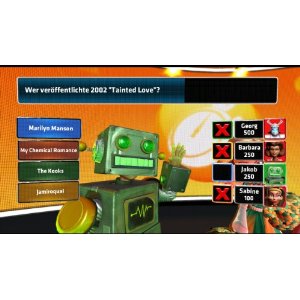 Wer veröffentlichte 2002 "Tainted Love"?
Marilyn Manson
My Chemical Romance
The Kooks
Jamiroquai
Georg
500
Barbara
250
Jakob
250
Sabine
100